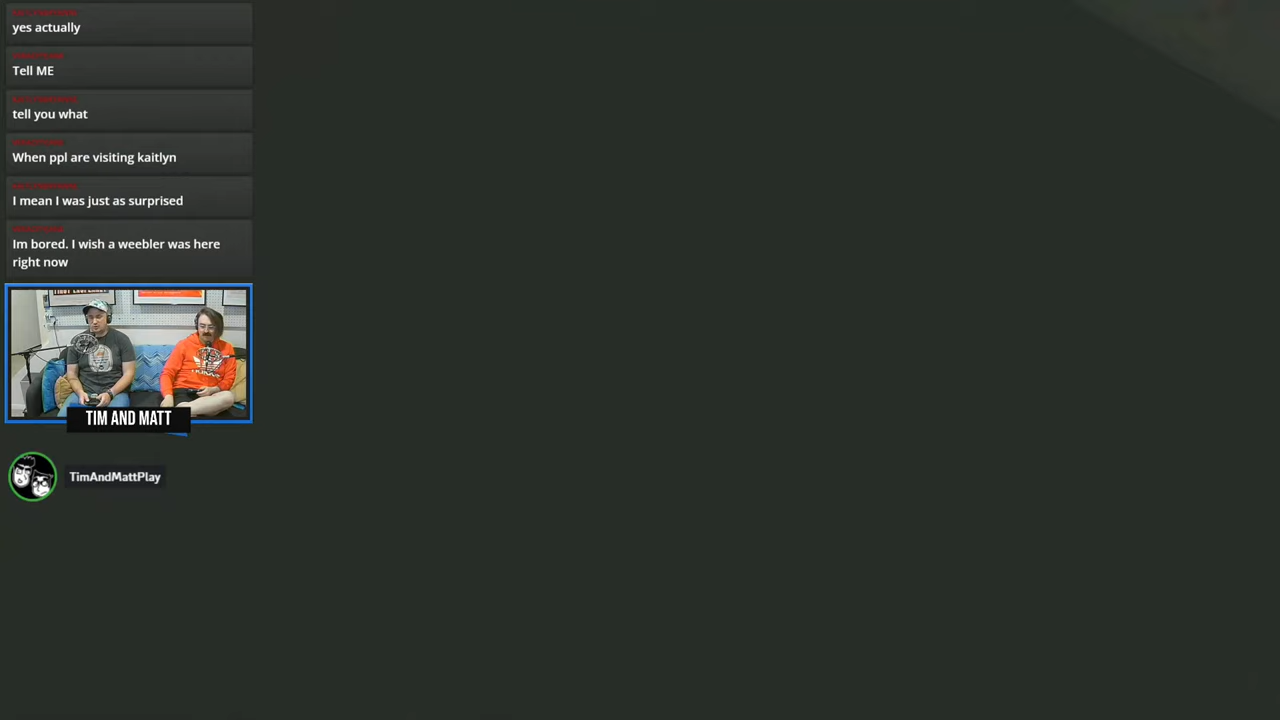 yes actually
Tell ME
tell you what
When ppl are visiting kaitlyn
I mean I was just as surprised
Im bored. I wish a weebler was here
right now
TIM AND MATT
TimAndMattPlay